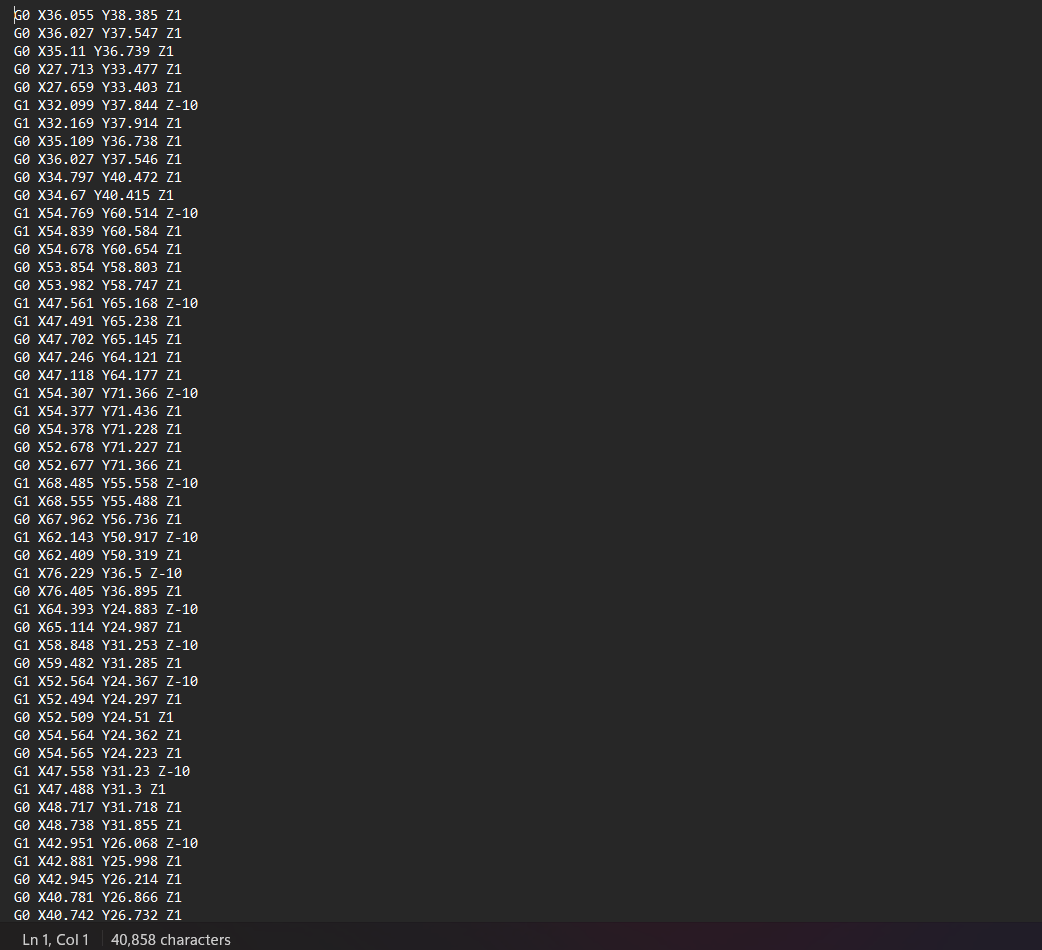 G0 X36.055 Y38.385 Z1
G0 X36.027 Y37.547 Z1
G0 X35.11 Y36.739 Z1
G0 X27.713 Y33.477 Z1
G0 X27.659 Y33.403 Z1
G1 X32.099 Y37.844 Z-10
G1 X32.169 Y37.914 Z1
G0 X35.109 Y36.738 Z1
G0 X36.027 Y37.546 Z1
G0 X34.797 Y40.472 Z1
G0 X34.67 Y40.415 Z1
G1 X54.769 Y60.514 Z-10
G1 X54.839 Y60.584 Z1
G0 X54.678 Y60.654 Z1
G0 X53.854 Y58.803 Z1
G0 X53.982 Y58.747 Z1
G1 X47.561 Y65.168 Z-10
G1 X47.491 Y65.238 Z1
G0 X47.702 Y65.145 Z1
G0 X47.246 Y64.121 Z1
G0 X47.118 Y64.177 Z1
G1 X54.307 Y71.366 Z-10
G1 X54.377 Y71.436 Z1
G0 X54.378 Y71.228 Z1
G0 X52.678 Y71.227 Z1
G0 X52.677 Y71.366 Z1
G1 X68.485 Y55.558 Z-10
G1 X68.555 Y55.488 Z1
G0 X67.962 Y56.736 Z1
G1 X62.143 Y50.917 Z-10
G0 X62.409 Y50.319 Z1
G1 X76.229 Y36.5 Z-10
G0 X76.405 Y36.895 Z1
G1 X64.393 Y24.883 Z-10
G0 X65.114 Y24.987 Z1
G1 X58.848 Y31.253 Z-10
G0 X59.482 Y31.285 Z1
G1 X52.564 Y24.367 Z-10
G1 X52.494 Y24.297 Z1
G0 X52.509 Y24.51 Z1
G0 X54.564 Y24.362 Z1
G0 X54.565 Y24.223 Z1
G1 X47.558 Y31.23 Z-10
G1 X47.488 Y31.3 Z1
G0 X48.717 Y31.718 Z1
G0 X48.738 Y31.855 Z1
G1 X42.951 Y26.068 Z-10
G1 X42.881 Y25.998 Z1
G0 X42.945 Y26.214 Z1
G0 X40.781 Y26.866 Z1
G0 X40.742 Y26.732 Z1
Ln 1, Col 1 40,858 characters